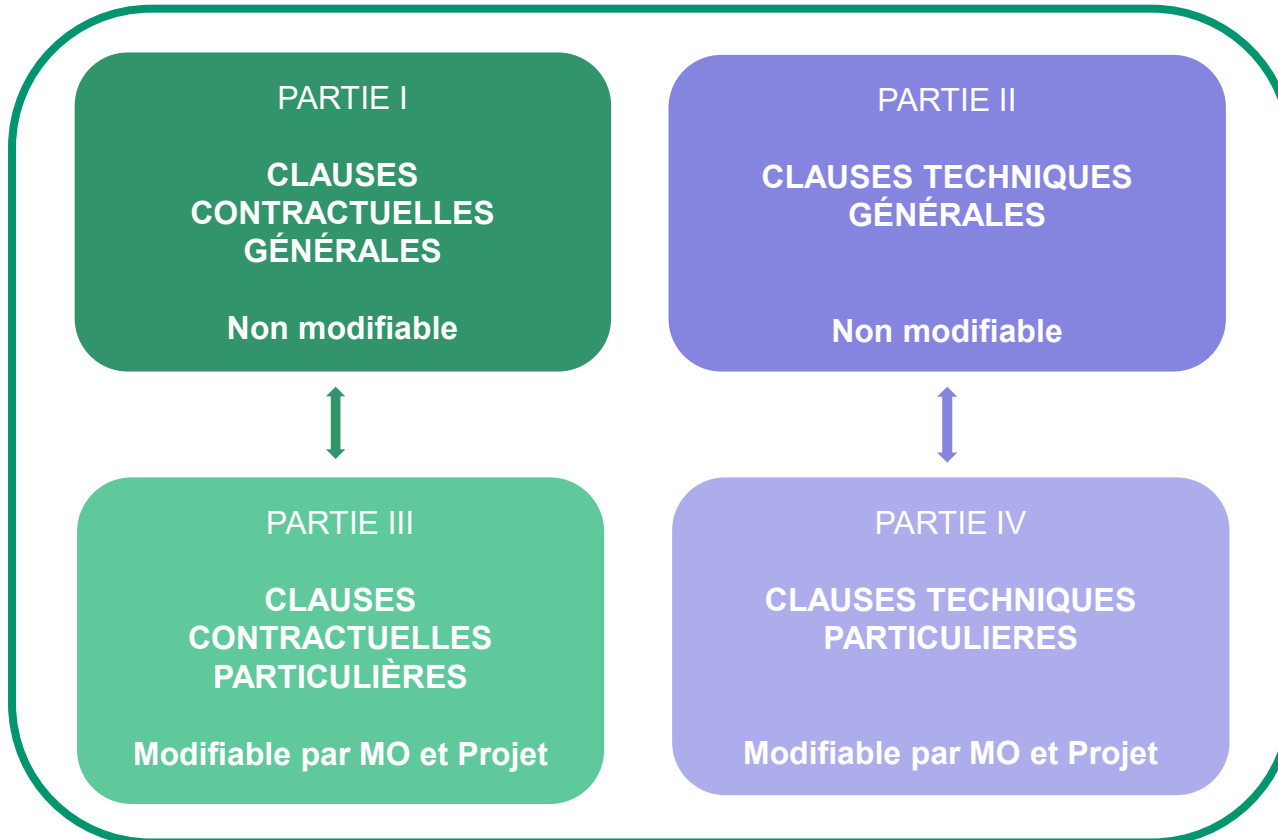 PARTIE I
CLAUSES
CONTRACTUELLES
GÉNÉRALES
Non modifiable
PARTIE II
CLAUSES TECHNIQUES
GÉNÉRALES
Non modifiable
PARTIE III
CLAUSES
CONTRACTUELLES
PARTICULIÈRES
Modifiable par MO et Projet
PARTIE IV
CLAUSES TECHNIQUES
PARTICULIERES
Modifiable par MO et Projet